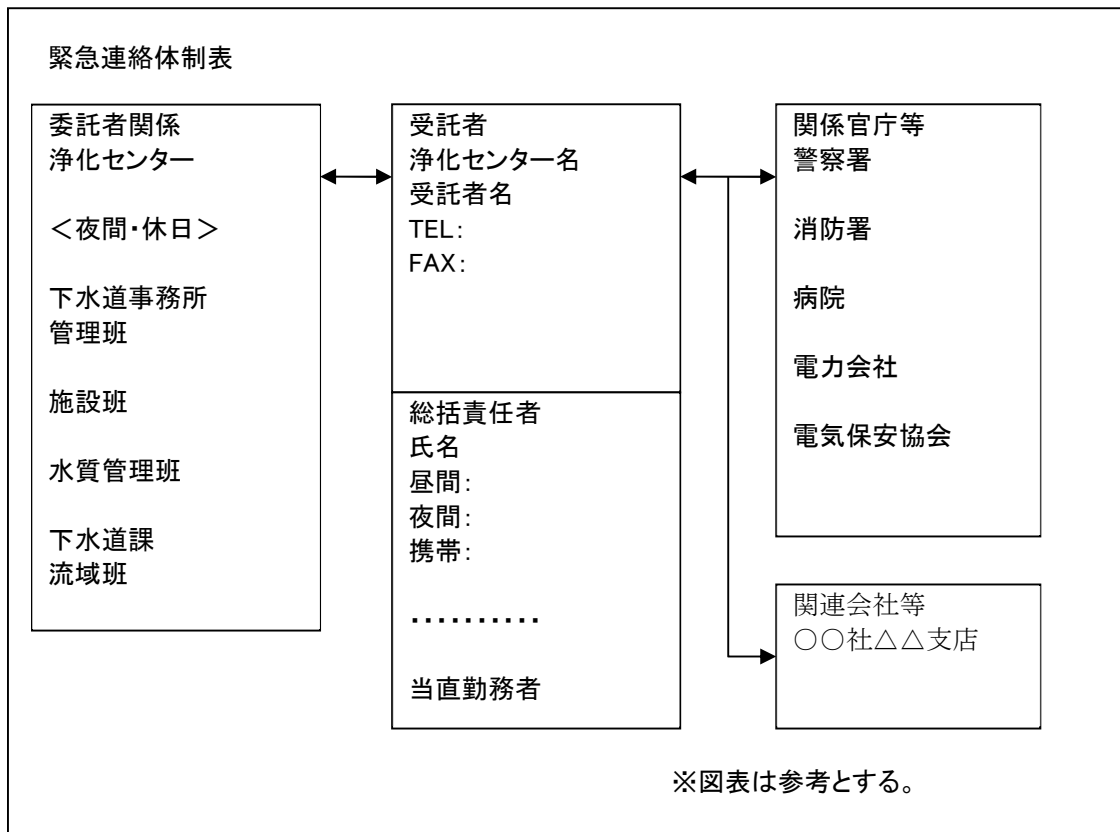 緊急連絡体制表
委託者関係
浄化センター
＜夜間・休日＞
下水道事務所
管理班
施設班
水質管理班
下水道課
流域班
受託者
浄化センター名
受託者名
TEL：
FAX：
総括責任者
氏名
昼間：
夜間：
携帯：
・・・・・・・・・・
当直勤務者
関係官庁等
警察署
消防署
病院
電力会社
電気保安協会
関連会社等
○○社△△支店
※図表は参考とする。